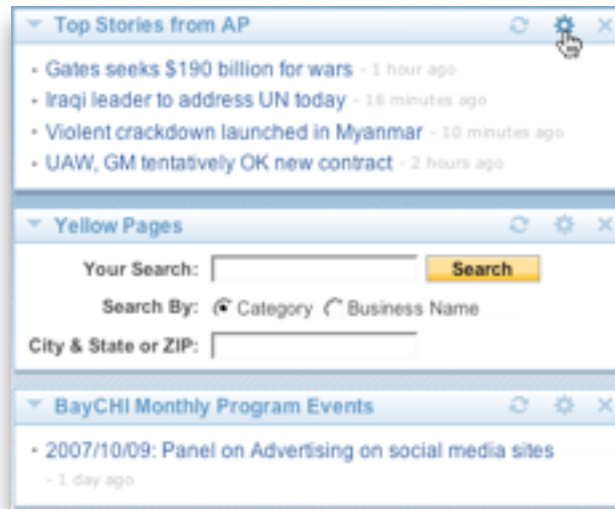 Top Stories from AP
Gates seeks $190 billion for wars - 1 hour ago
Iraqi leader to address UN today - 18 minutes ago
Violent crackdown launched in Myanmar - 10 minutes ago
UAW, GM tentatively OK new contract - 2 hours ago
Yellow Pages
Your Search: Search
Search By: Category Business Name
City & State or ZIP:
BayCHI Monthly Program Events
2007/10/09: Panel on Advertising on social media sites
- 1 day ago